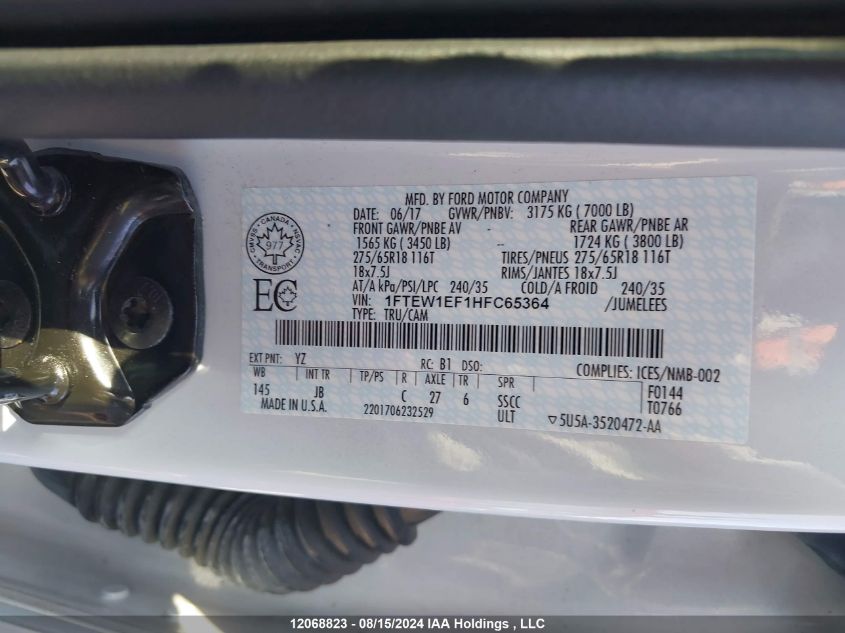 MFD. BY FORD MOTOR COMPANY
DATE: 06/17 GVWR/PNBV: 3175 KG ( 7000 LB)
FRONT GAWR/PNBE AV REAR GAWR/PNBE AR
1565 KG ( 3450 LB) -- 1724 KG ( 3800 LB)
275/65R18 116T TIRES/PNEUS 275/65R18 116T
18x7.5J RIMS/JANTES 18x7.5J
AT/A kPa/PSI/LPC 240/35 COLD/A FROID 240/35
VIN: 1FTEW1EF1HFC65364 /JUMELEES
TYPE: TRU/CAM
CMVSS - CANADA - NSVAC
977
TRANSPORT
EC
EXT PNT: YZ RC: B1 DSO: COMPLIES: ICES/NMB-002
WB INT TR TP/PS R AXLE TR SPR F0144
145 JB C 27 6 SSCC T0766
MADE IN U.S.A. 2201706232529 ULT ▽5U5A-3520472-AA
12068823 - 08/15/2024 IAA Holdings , LLC